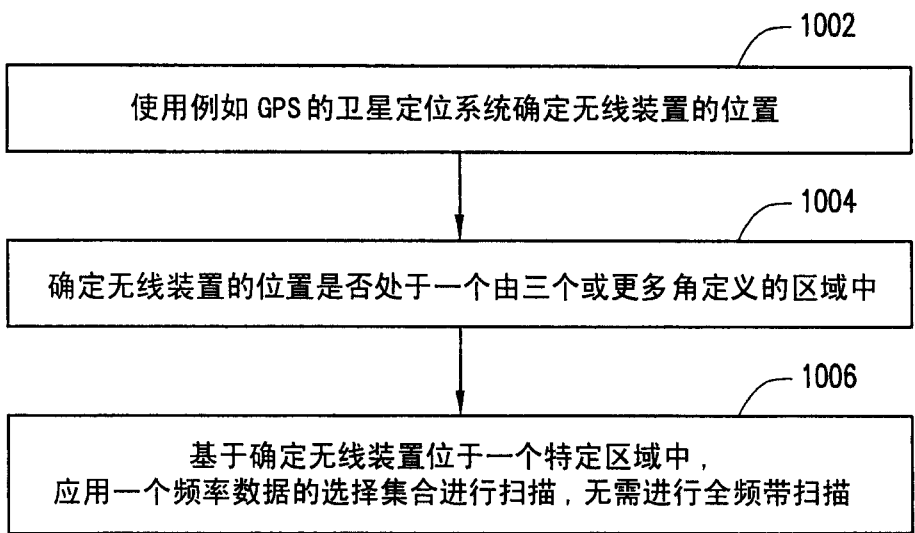 1002
使用例如 GPS 的卫星定位系统确定无线装置的位置
1004
确定无线装置的位置是否处于一个由三个或更多角定义的区域中
1006
基于确定无线装置位于一个特定区域中,
应用一个频率数据的选择集合进行扫描,无需进行全频带扫描